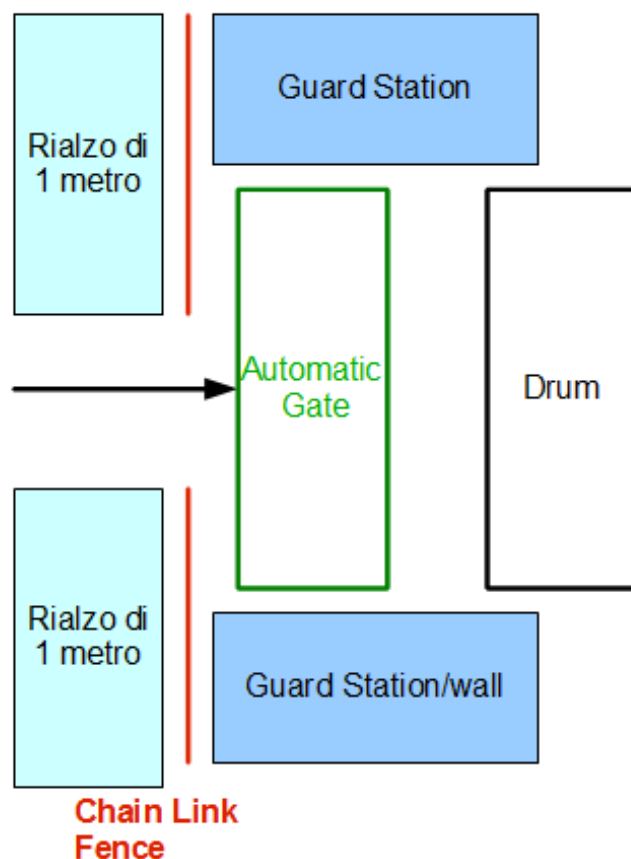 Guard Station
Rialzo di
1 metro
Automatic
Gate
Drum
Rialzo di
1 metro
Guard Station/wall
Chain Link
Fence